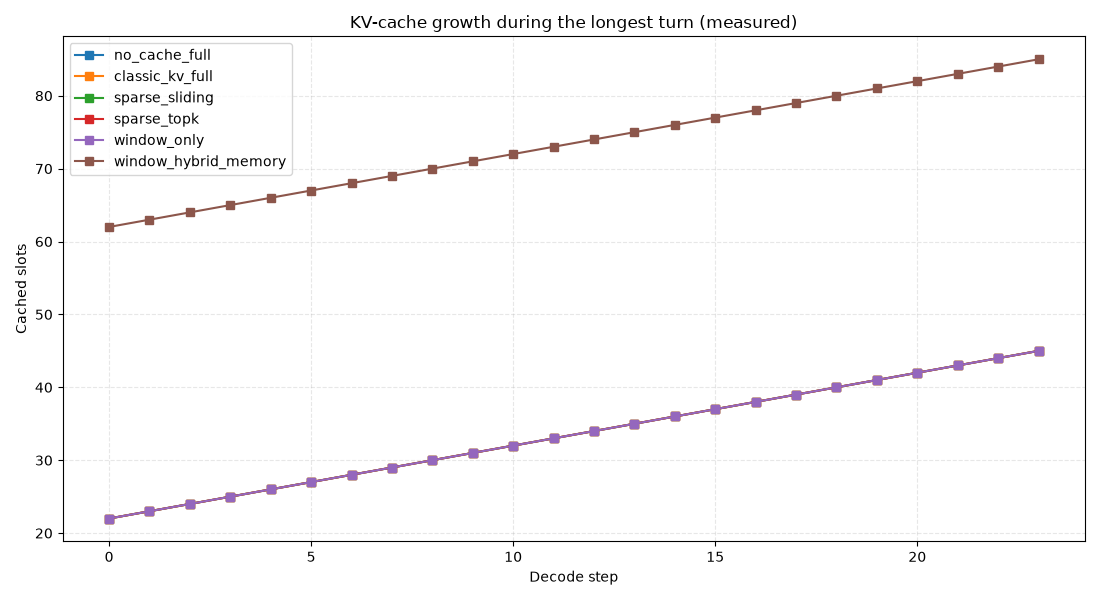 KV-cache growth during the longest turn (measured)
no_cache_full
classic_kv_full
sparse_sliding
sparse_topk
window_only
window_hybrid_memory
Cached slots
80
70
60
50
40
30
20
0
5
10
15
20
Decode step